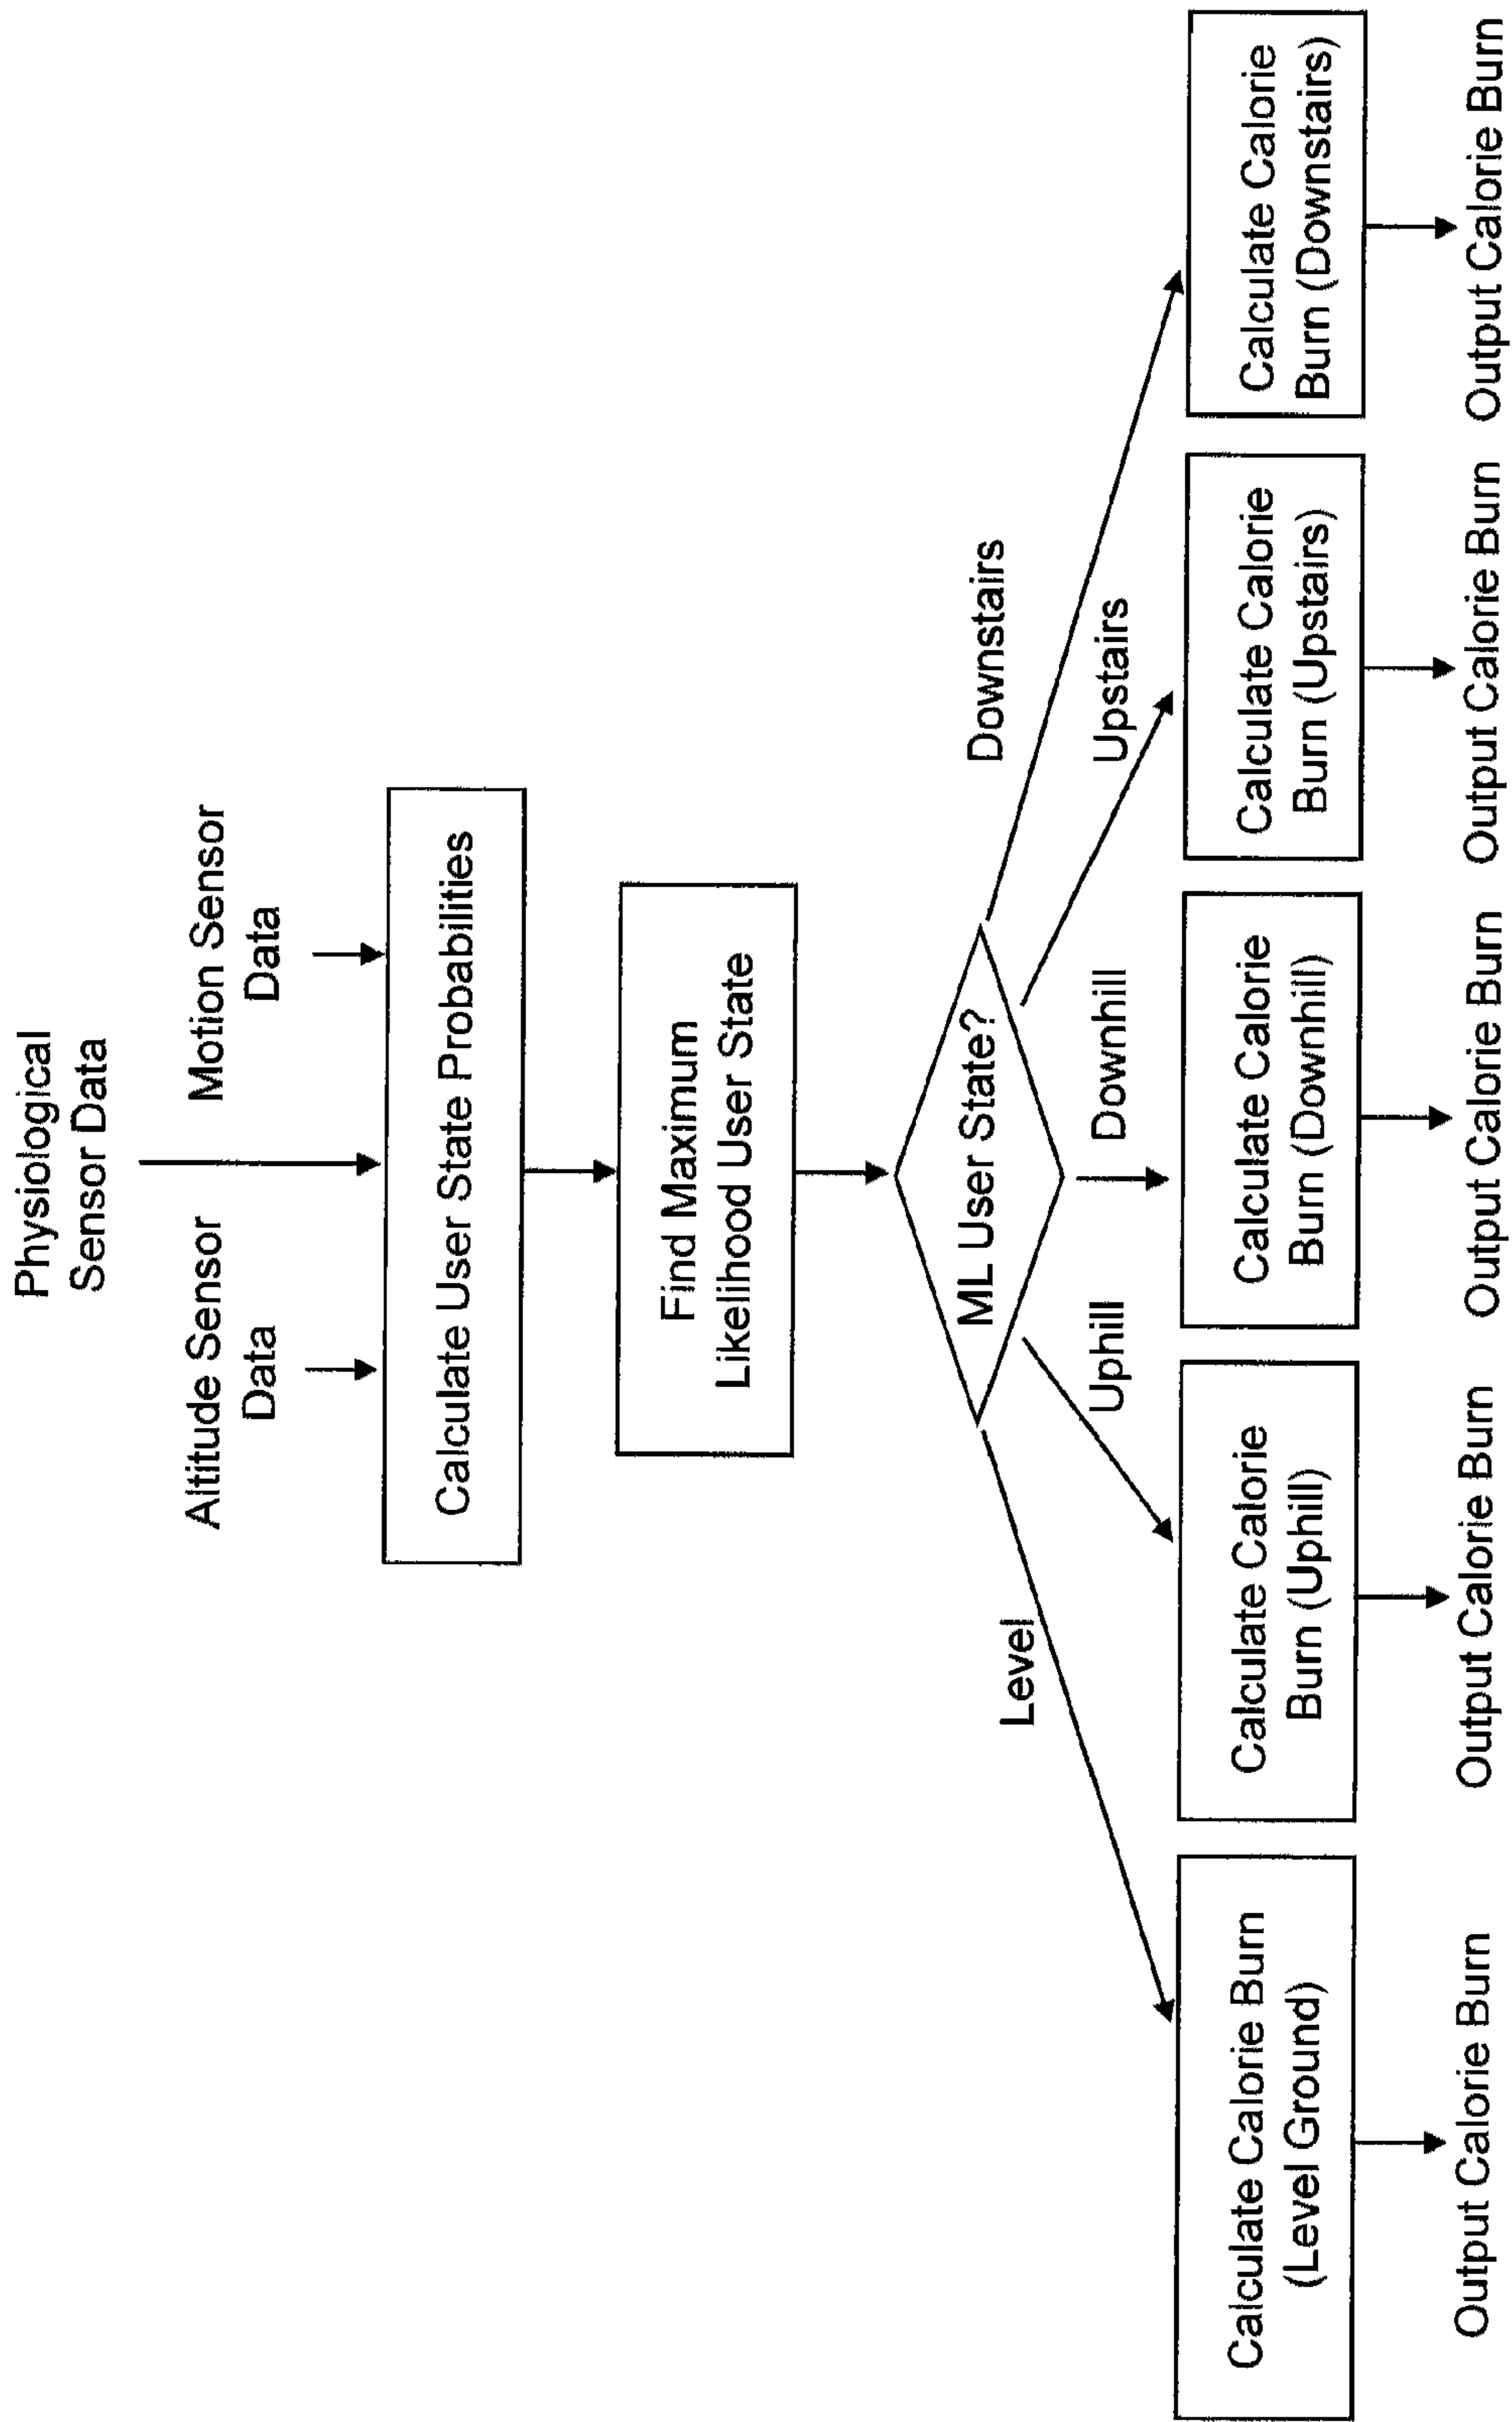 Physiological
Sensor Data
Altitude Sensor
Data
Motion Sensor
Data
Calculate User State Probabilities
Find Maximum
Likelihood User State
ML User State?
Level
Uphill
Downhill
Upstairs
Downstairs
Calculate Calorie Burn
(Level Ground)
Calculate Calorie
Burn (Uphill)
Calculate Calorie
Burn (Downhill)
Calculate Calorie
Burn (Upstairs)
Calculate Calorie
Burn (Downstairs)
Output Calorie Burn
Output Calorie Burn
Output Calorie Burn
Output Calorie Burn
Output Calorie Burn